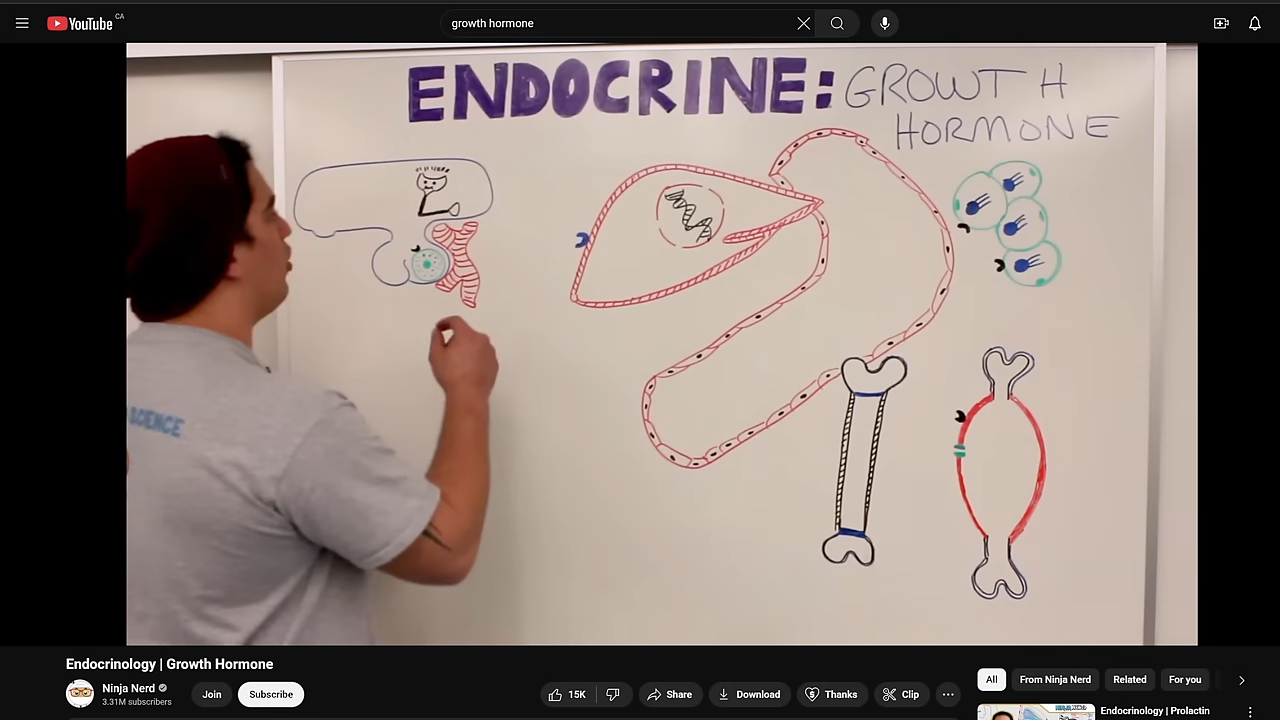 YouTube CA
growth hormone
ENDOCRINE: GROWTH
HORMONE
SCIENCE
Endocrinology | Growth Hormone
Ninja Nerd
3.31M subscribers
Join
Subscribe
15K
Share
Download
Thanks
Clip
All
From Ninja Nerd
Related
For you
Endocrinology | Prolactin